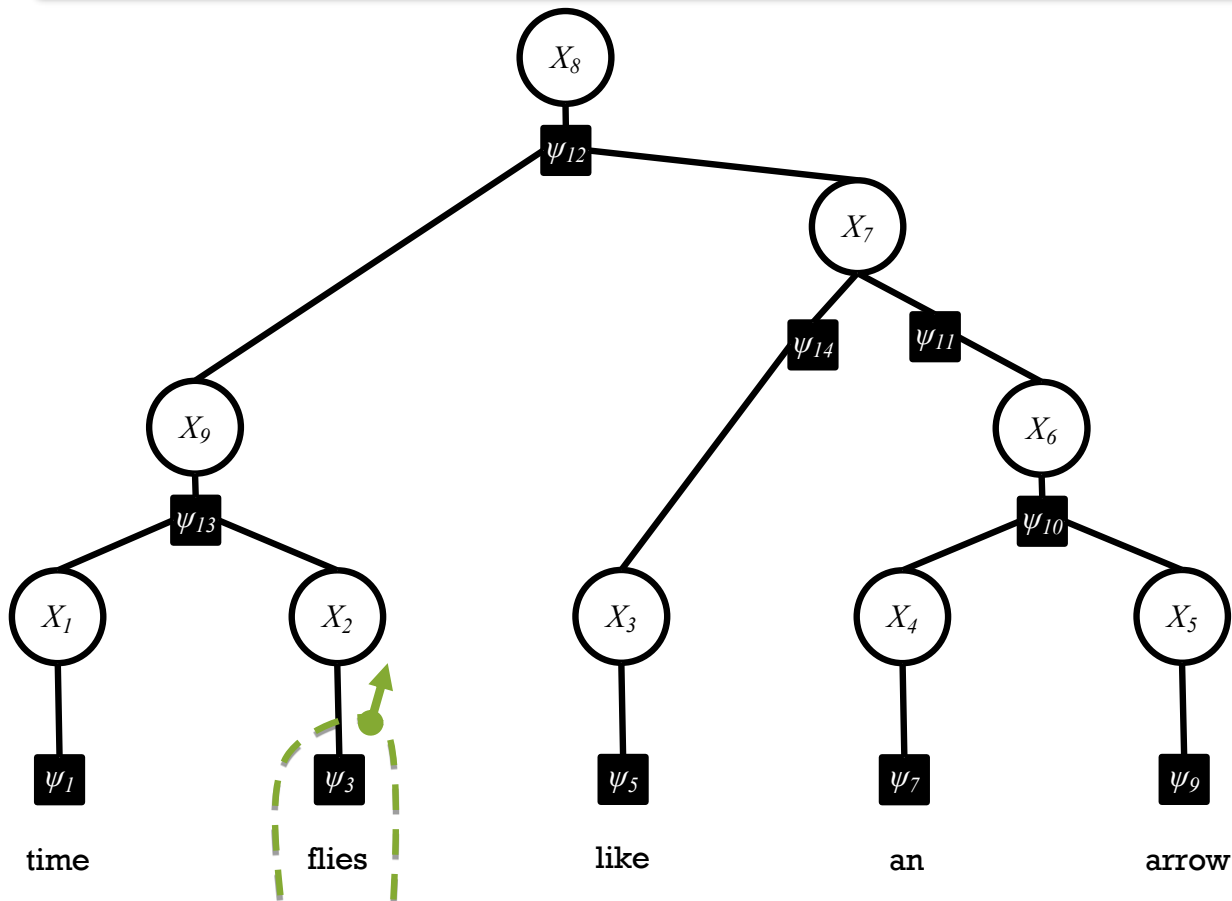 X₈
ψ₁₂
X₇
ψ₁₄ ψ₁₁
X₉ X₆
ψ₁₃ ψ₁₀
X₁ X₂ X₃ X₄ X₅
ψ₁ ψ₃ ψ₅ ψ₇ ψ₉
time flies like an arrow